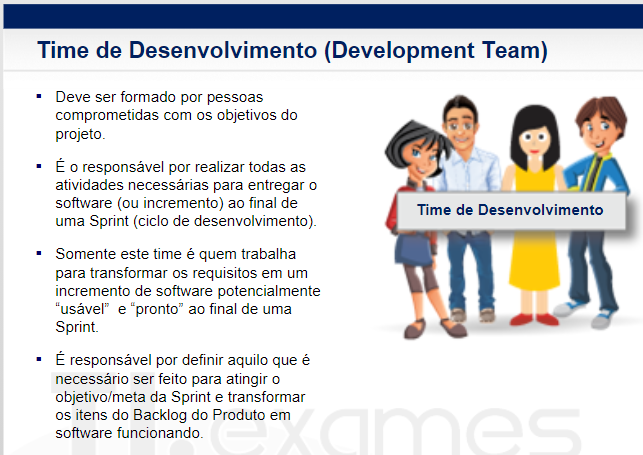 Time de Desenvolvimento (Development Team)
▪ Deve ser formado por pessoas
comprometidas com os objetivos do
projeto.
▪ É o responsável por realizar todas as
atividades necessárias para entregar o
software (ou incremento) ao final de
uma Sprint (ciclo de desenvolvimento).
▪ Somente este time é quem trabalha
para transformar os requisitos em um
incremento de software potencialmente
“usável”  e “pronto” ao final de uma
Sprint.
▪ É responsável por definir aquilo que é
necessário ser feito para atingir o
objetivo/meta da Sprint e transformar
os itens do Backlog do Produto em
software funcionando.
Time de Desenvolvimento
TI.exames